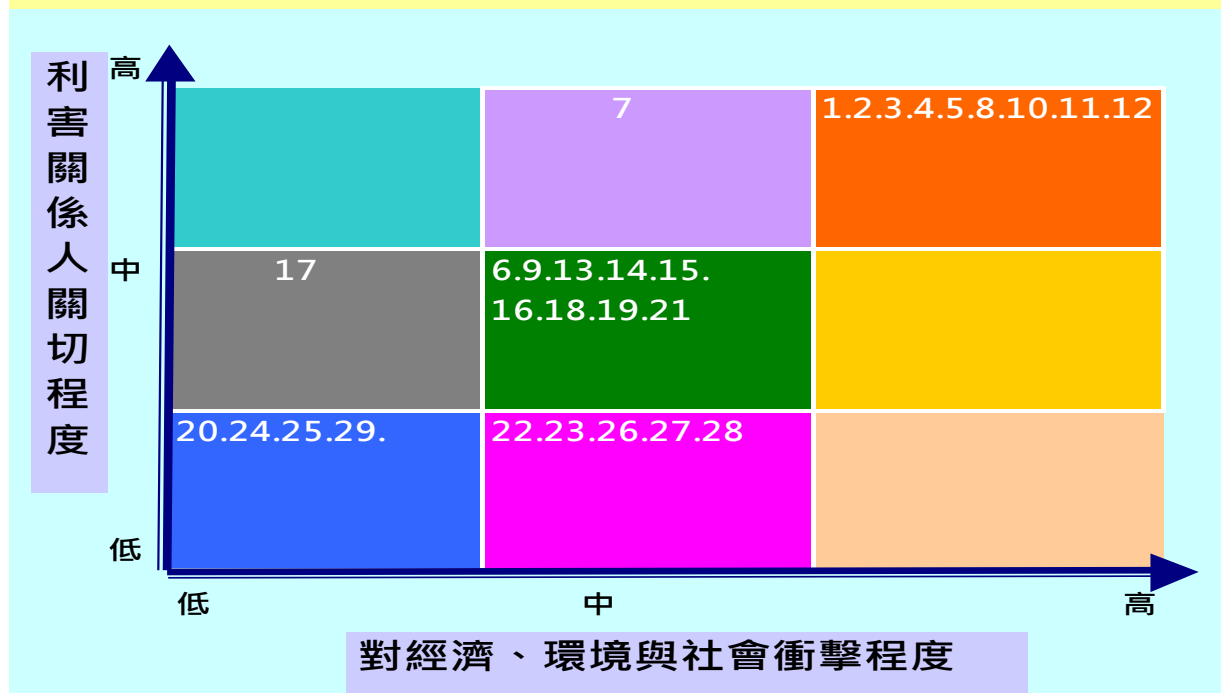 利害關係人關切程度
高
7
1.2.3.4.5.8.10.11.12
中
17
6.9.13.14.15.
16.18.19.21
20.24.25.29.
22.23.26.27.28
低
低
中
高
對經濟、環境與社會衝擊程度